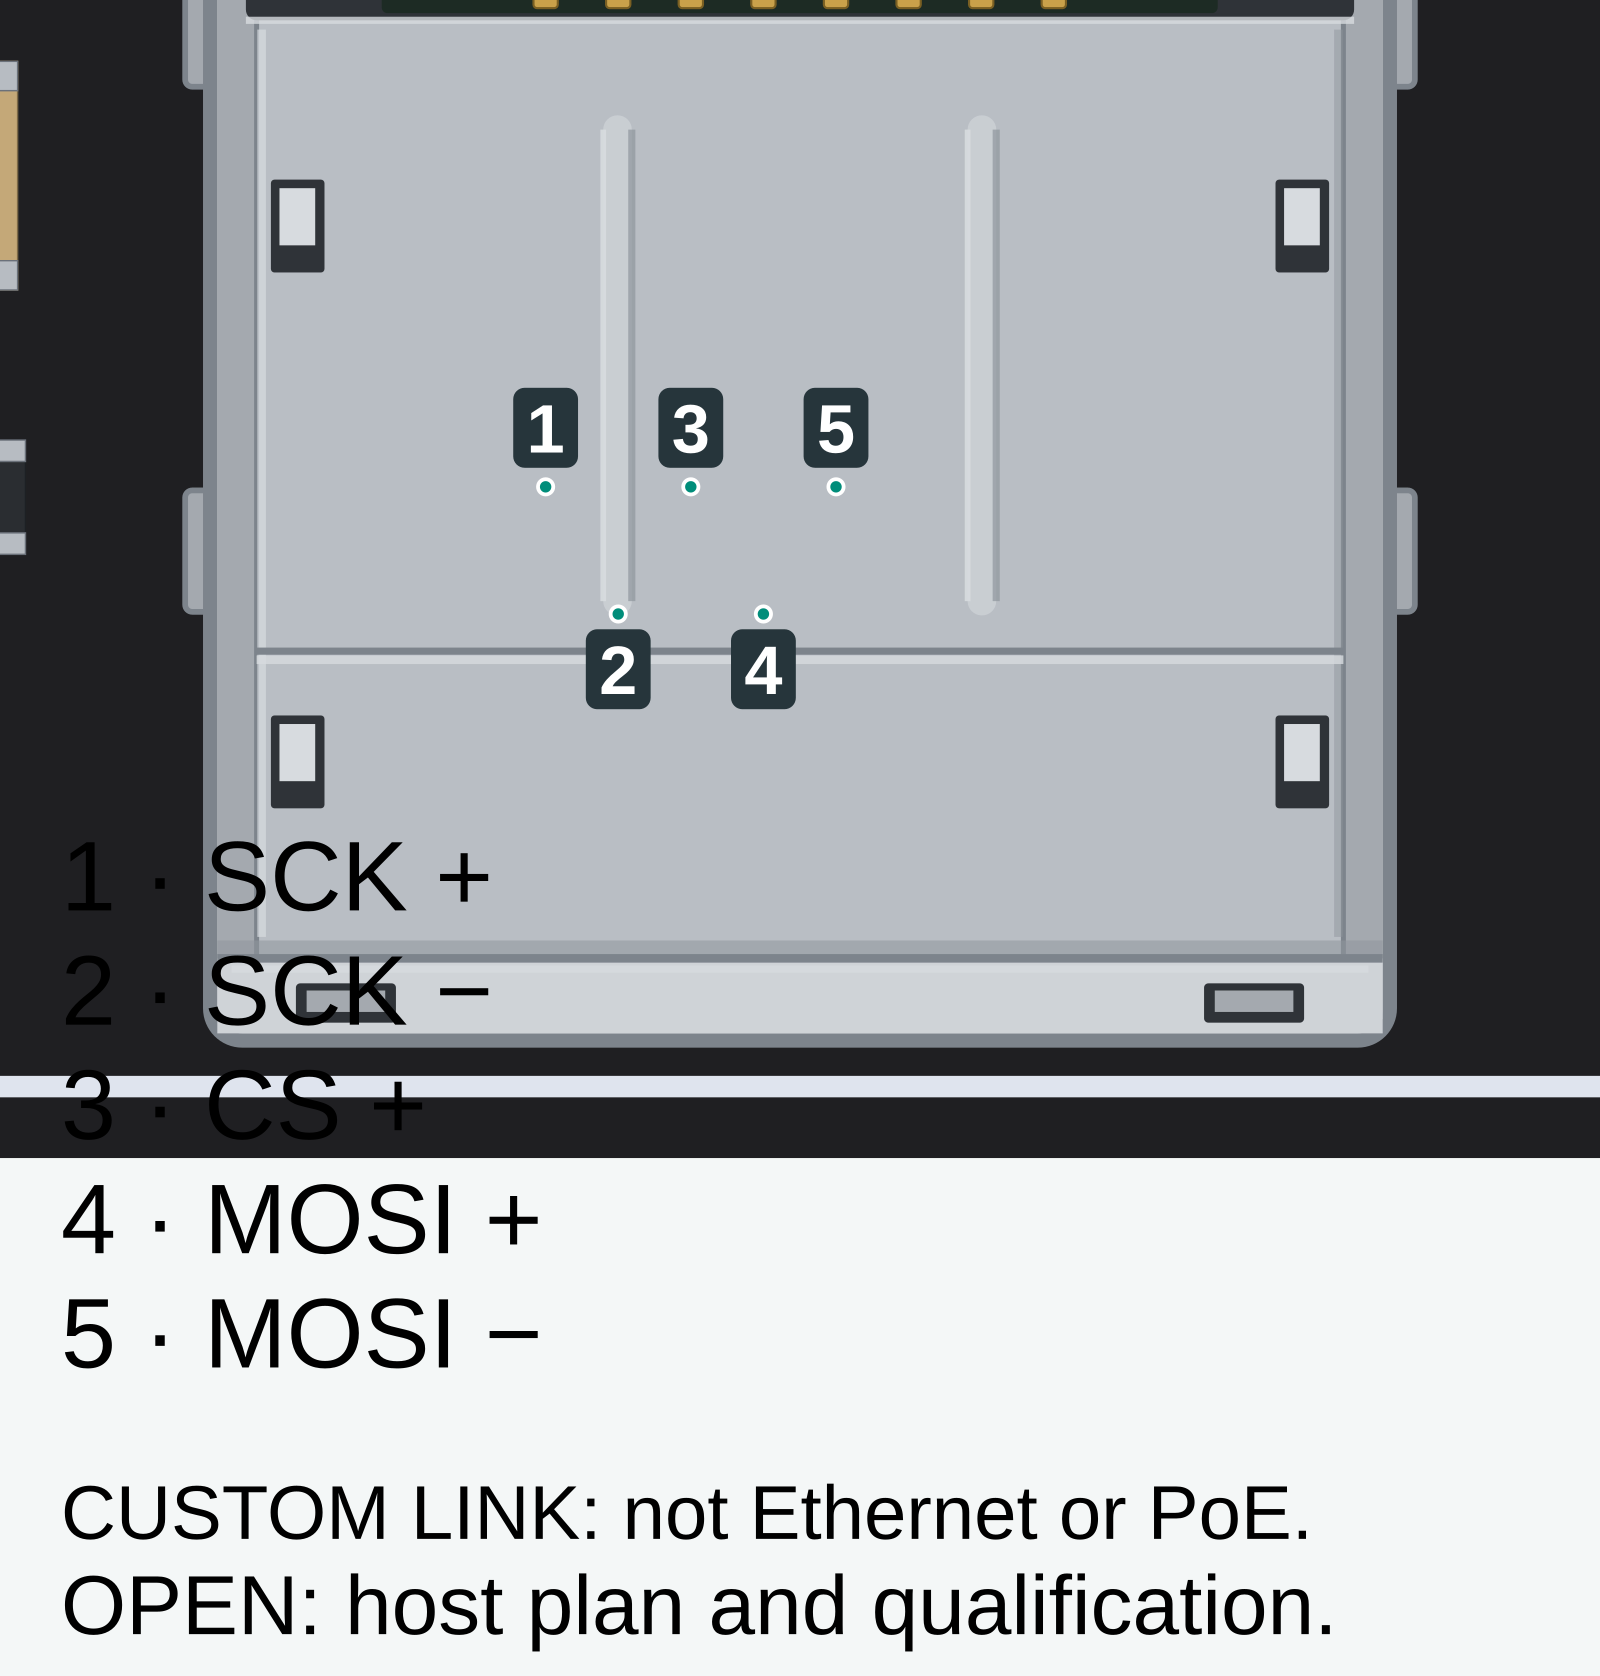 1 3 5
2 4
1 · SCK +
2 · SCK −
3 · CS +
4 · MOSI +
5 · MOSI −
CUSTOM LINK: not Ethernet or PoE.
OPEN: host plan and qualification.